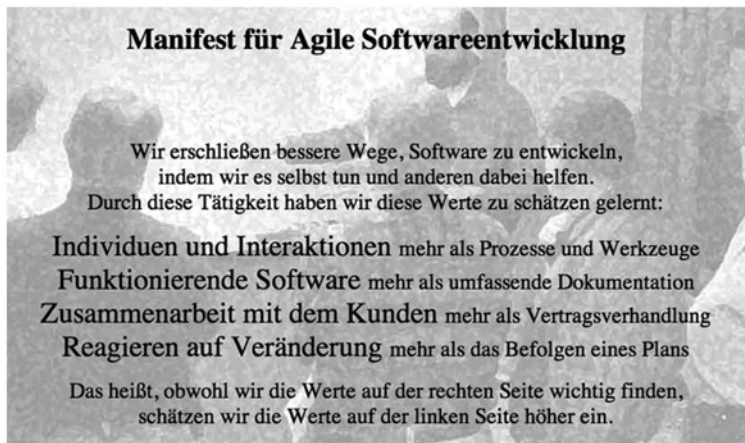 Manifest für Agile Softwareentwicklung
Wir erschließen bessere Wege, Software zu entwickeln,
indem wir es selbst tun und anderen dabei helfen.
Durch diese Tätigkeit haben wir diese Werte zu schätzen gelernt:
Individuen und Interaktionen mehr als Prozesse und Werkzeuge
Funktionierende Software mehr als umfassende Dokumentation
Zusammenarbeit mit dem Kunden mehr als Vertragsverhandlung
Reagieren auf Veränderung mehr als das Befolgen eines Plans
Das heißt, obwohl wir die Werte auf der rechten Seite wichtig finden,
schätzen wir die Werte auf der linken Seite höher ein.